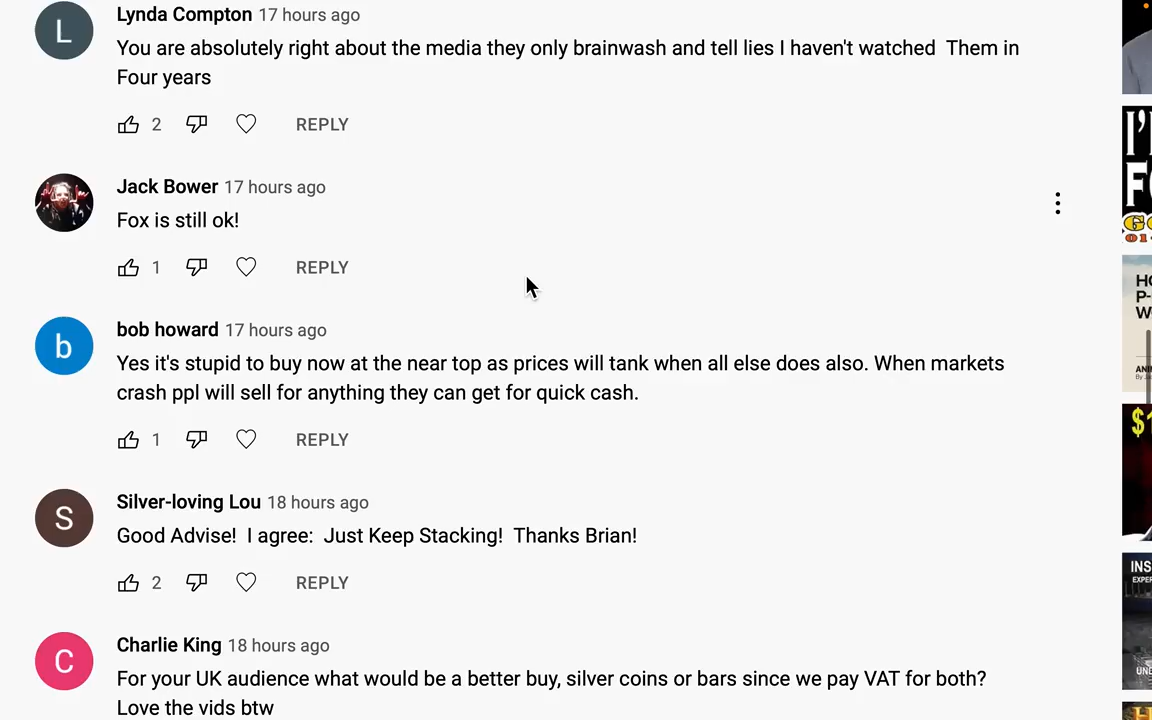 L
Lynda Compton 17 hours ago
You are absolutely right about the media they only brainwash and tell lies I haven't watched  Them in
Four years
2
REPLY
Jack Bower 17 hours ago
Fox is still ok!
1
REPLY
b
bob howard 17 hours ago
Yes it's stupid to buy now at the near top as prices will tank when all else does also. When markets
crash ppl will sell for anything they can get for quick cash.
1
REPLY
S
Silver-loving Lou 18 hours ago
Good Advise!  I agree:  Just Keep Stacking!  Thanks Brian!
2
REPLY
C
Charlie King 18 hours ago
For your UK audience what would be a better buy, silver coins or bars since we pay VAT for both?
Love the vids btw